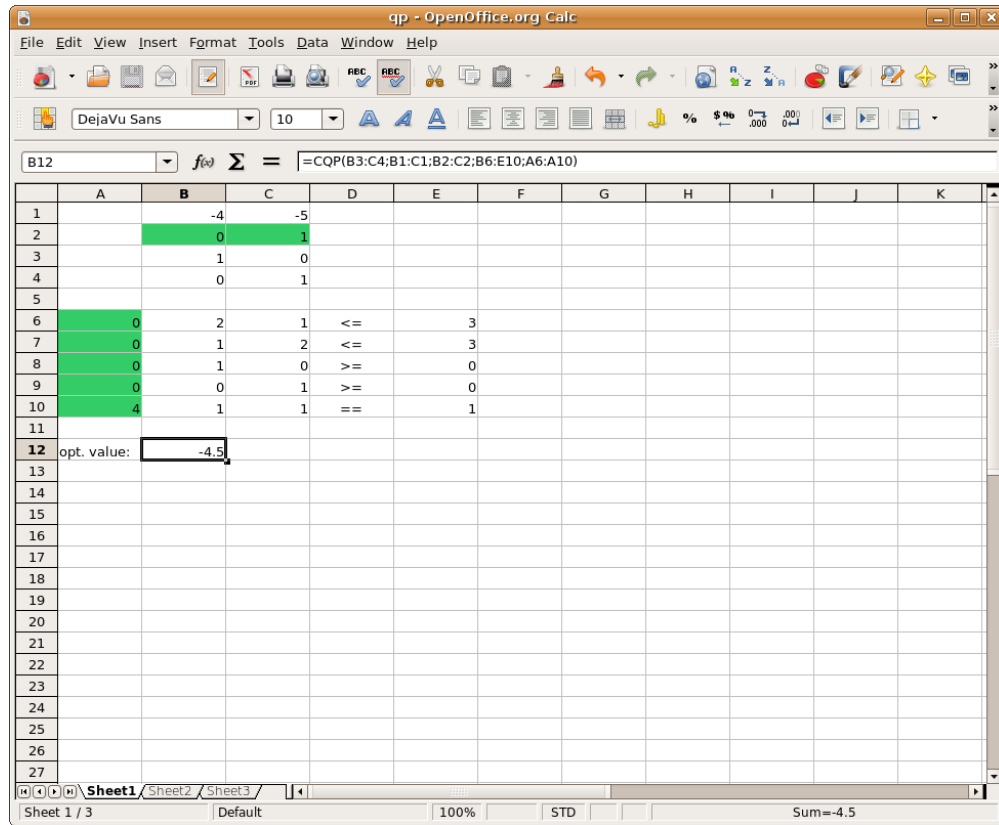 qp - OpenOffice.org Calc
File Edit View Insert Format Tools Data Window Help
PDF ABC ABC A Z Z A
DejaVu Sans 10 A A A % $% .000 .000
B12 f(x) Σ = =CQP(B3:C4;B1:C1;B2:C2;B6:E10;A6:A10)
A B C D E F G H I J K
1 -4 -5
2 0 1
3 1 0
4 0 1
5
6 0 2 1 <= 3
7 0 1 2 <= 3
8 0 1 0 >= 0
9 0 0 1 >= 0
10 4 1 1 == 1
11
12 opt. value: -4.5
13
14
15
16
17
18
19
20
21
22
23
24
25
26
27
Sheet1 Sheet2 Sheet3
Sheet 1 / 3 Default 100% STD Sum=-4.5